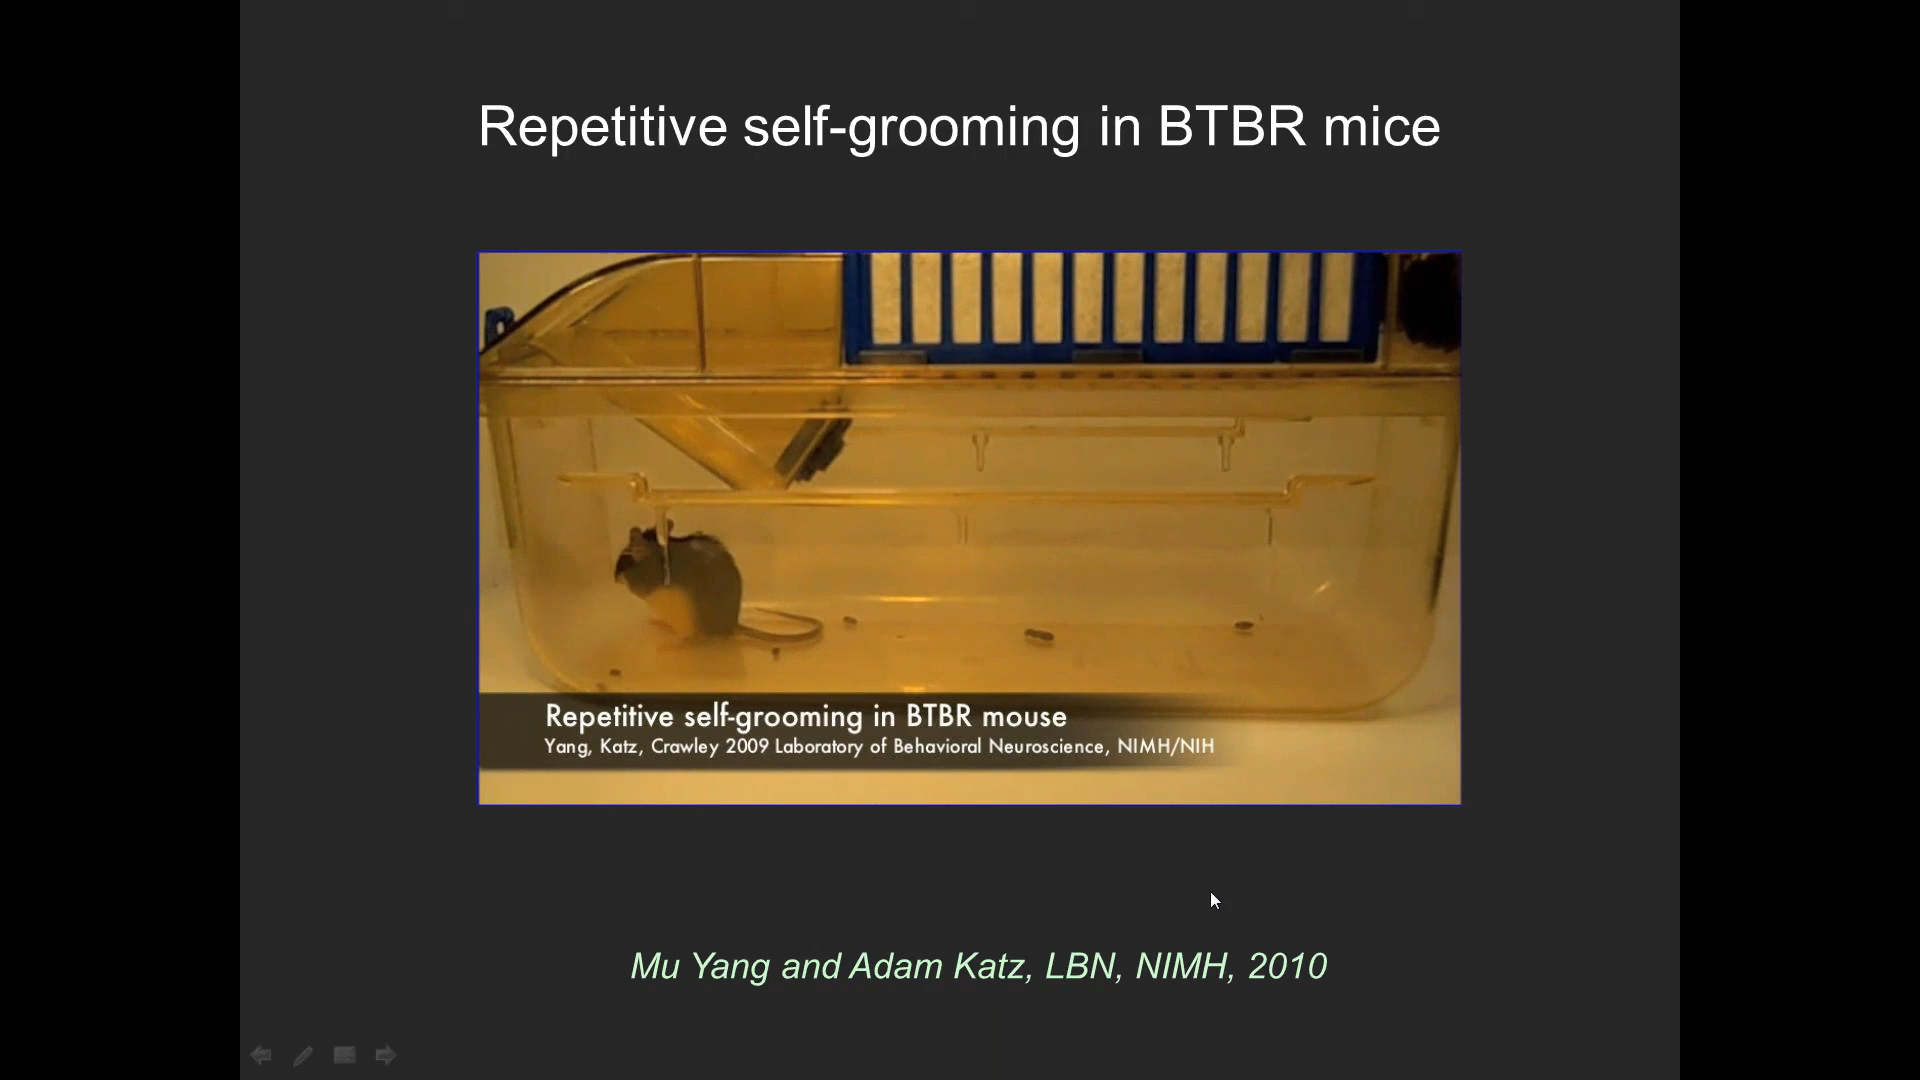 Repetitive self-grooming in BTBR mice
Repetitive self-grooming in BTBR mouse
Yang, Katz, Crawley 2009 Laboratory of Behavioral Neuroscience, NIMH/NIH
Mu Yang and Adam Katz, LBN, NIMH, 2010